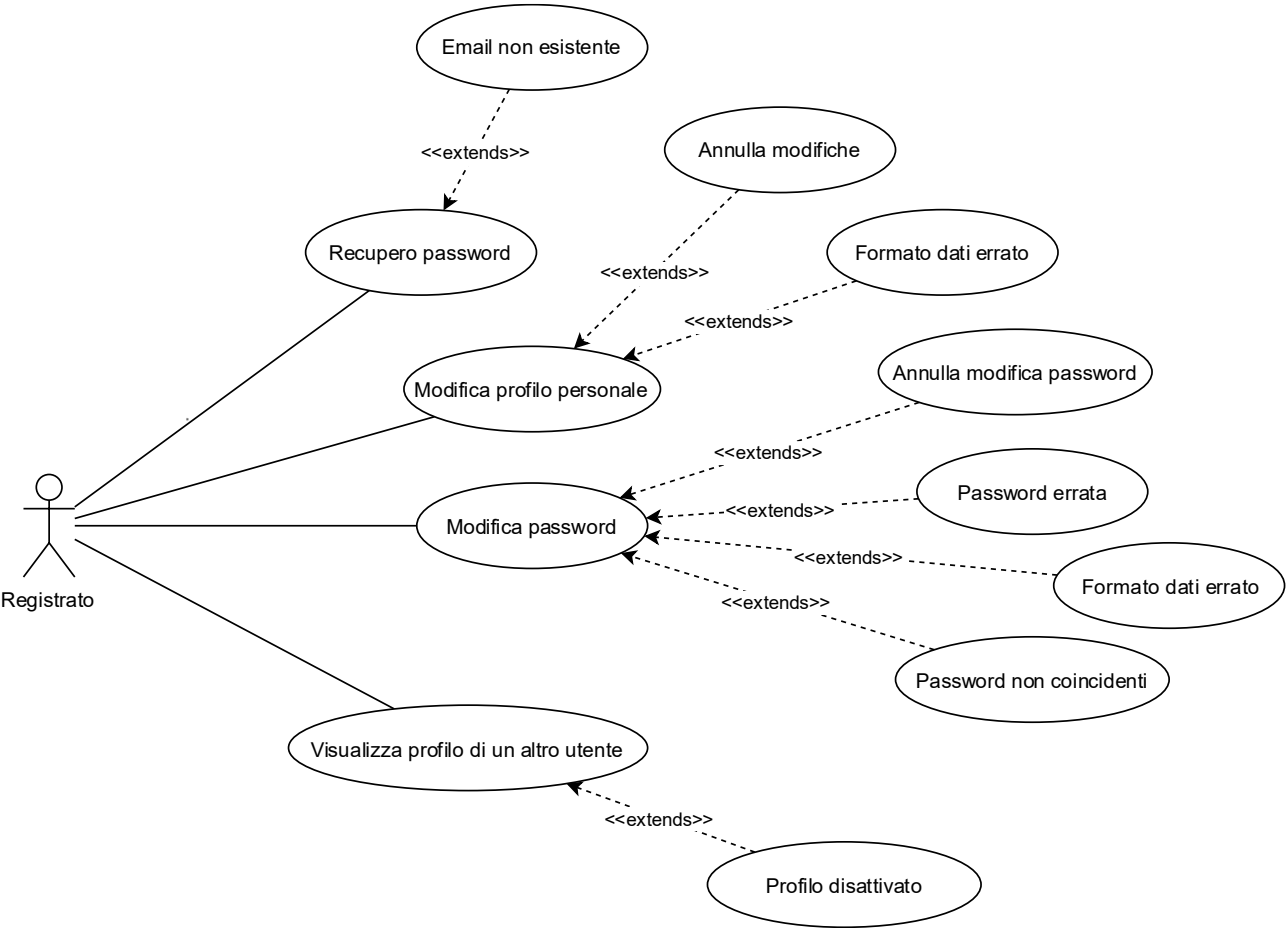 Email non esistente
<<extends>>
Annulla modifiche
Recupero password
Formato dati errato
<<extends>>
<<extends>>
Modifica profilo personale
Annulla modifica password
<<extends>>
Password errata
<<extends>>
Modifica password
<<extends>>
Formato dati errato
Registrato
<<extends>>
Password non coincidenti
Visualizza profilo di un altro utente
<<extends>>
Profilo disattivato